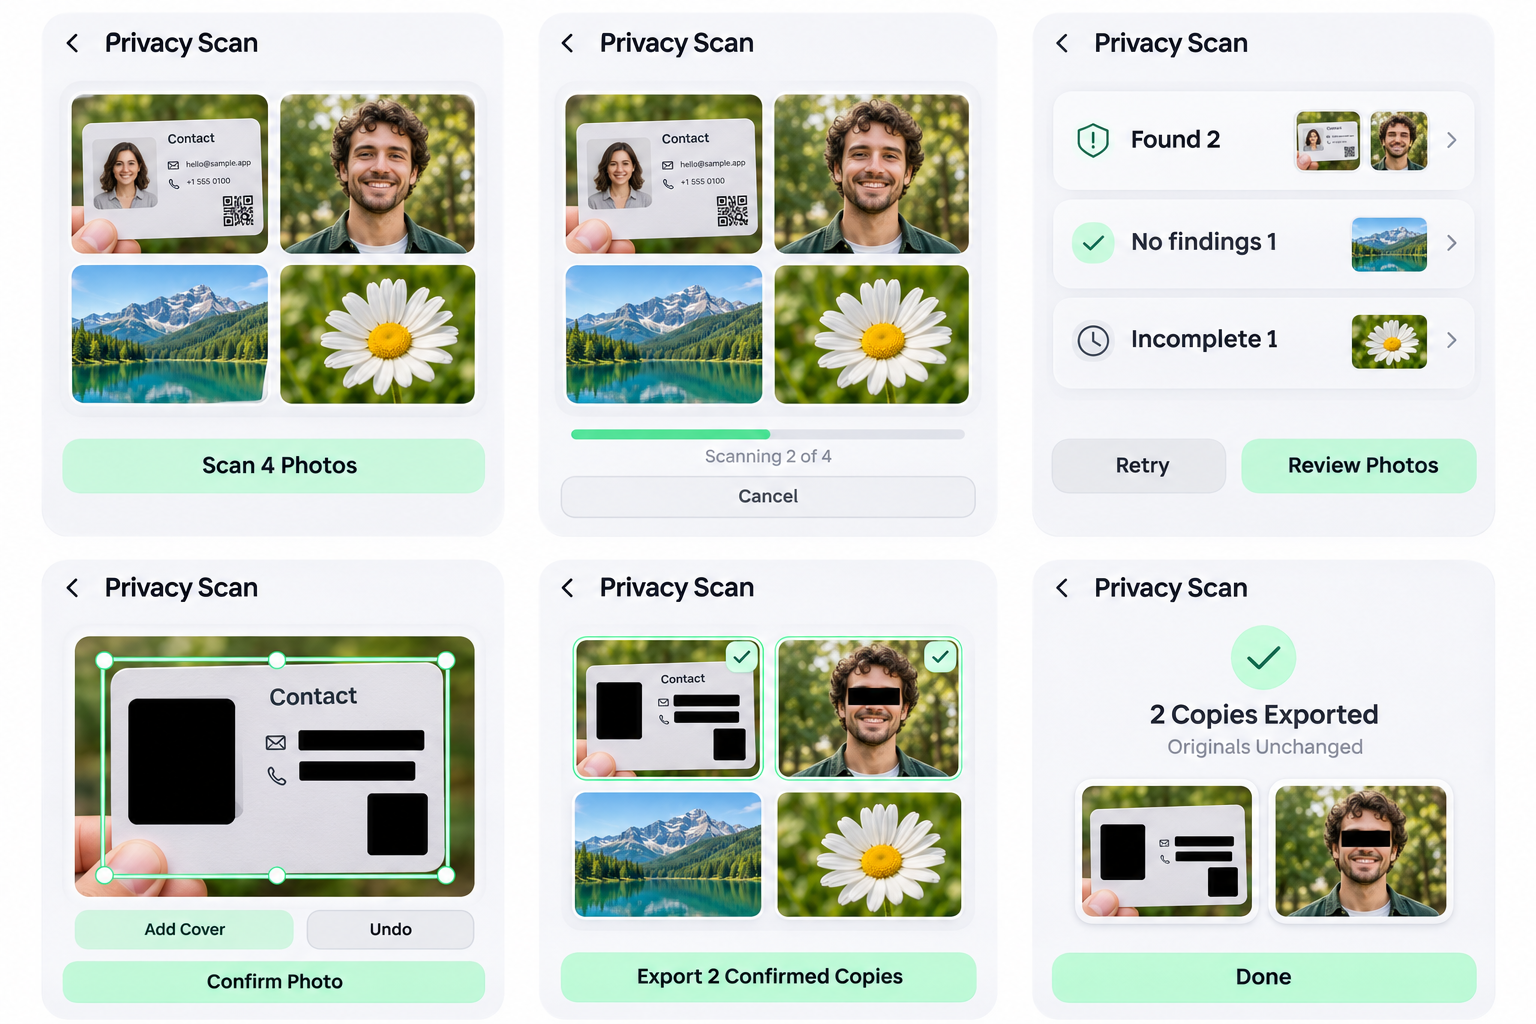 Privacy Scan
Contact
hello@sample.app
+1 555 0100
Scan 4 Photos
Privacy Scan
Contact
hello@sample.app
+1 555 0100
Scanning 2 of 4
Cancel
Privacy Scan
Found 2
Contact
No findings 1
Incomplete 1
Retry
Review Photos
Privacy Scan
Contact
Add Cover
Undo
Confirm Photo
Privacy Scan
Contact
Export 2 Confirmed Copies
Privacy Scan
2 Copies Exported
Originals Unchanged
Done